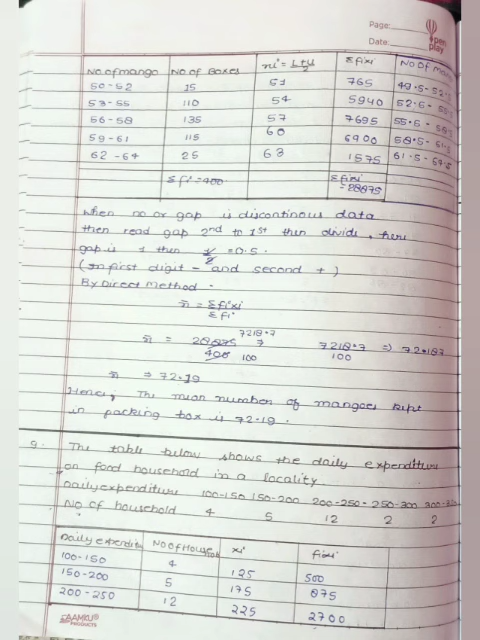 Page:
Date:
No of mango No of Boxes xi = L+U/2 Σfixi No Of Man
50-52 15 51 765 49.5-52.
53-55 110 54 5940 52.5-
56-58 135 57 7695 55.5-
59-61 115 60 6900 58.5-61.5
62-64 25 63 1575 61.5-64.5
Σfi=400 Σfixi
=28875
When no or gap is discontinous data
then read gap 2nd to 1st then divide, here
gap is 1 then 1/2 =0.5.
(In first digit - and second +)
By Direct Method -
x̄ = Σfixi
Σfi
7218.7
x̄ = 28875 7 7218.7 => 72.187
400 100 100
x̄ => 72.19
Hence, The mean number of mangoes kept
in packing box is 72.19.
9. The table below shows the daily expenditure
on food household in a locality.
Daily expenditure 100-150 150-200 200-250- 250-300 300-350
No of household 4 5 12 2 2
Daily expendite No Of House xi fixi
100-150 4 125 500
150-200 5 175 875
200-250 12 225 2700
SAAMKU
PRODUCTS